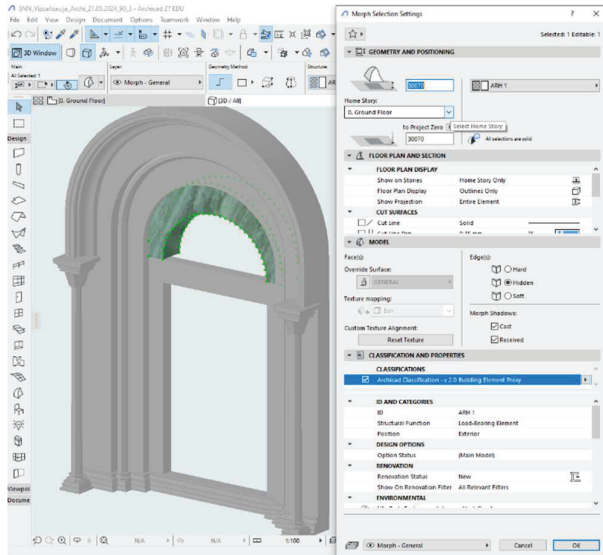 SNN_Vizualizacja_Archi_21.05.2024_90_3 - Archicad 27 EDU
File Edit View Design Document Options Teamwork Window Help
3D Window
Main: Layer: Geometry Method: Structure
All Selected: 1
Morph - General
[0. Ground Floor] [3D / All]
Design
Viewpoi
Docume
N/A N/A 1:100
Morph Selection Settings ? X
Selected: 1 Editable: 1
GEOMETRY AND POSITIONING
30070 ARH 1
Home Story:
0. Ground Floor
to Project Zero Select Home Story
30070 All selections are solid
FLOOR PLAN AND SECTION
FLOOR PLAN DISPLAY
Show on Stories Home Story Only
Floor Plan Display Outlines Only
Show Projection Entire Element
CUT SURFACES
Cut Line Solid
MODEL
Face(s): Edge(s):
Override Surface: Hard
GENERAL Hidden
Soft
Texture mapping:
Box
Morph Shadows:
Custom Texture Alignment: Cast
Reset Texture Received
CLASSIFICATION AND PROPERTIES
CLASSIFICATIONS
Archicad Classification - v 2.0 Building Element Proxy
ID AND CATEGORIES
ID ARH 1
Structural Function Load-Bearing Element
Position Exterior
DESIGN OPTIONS
Option Status (Main Model)
RENOVATION
Renovation Status New
Show On Renovation Filter All Relevant Filters
ENVIRONMENTAL
Morph - General Cancel OK